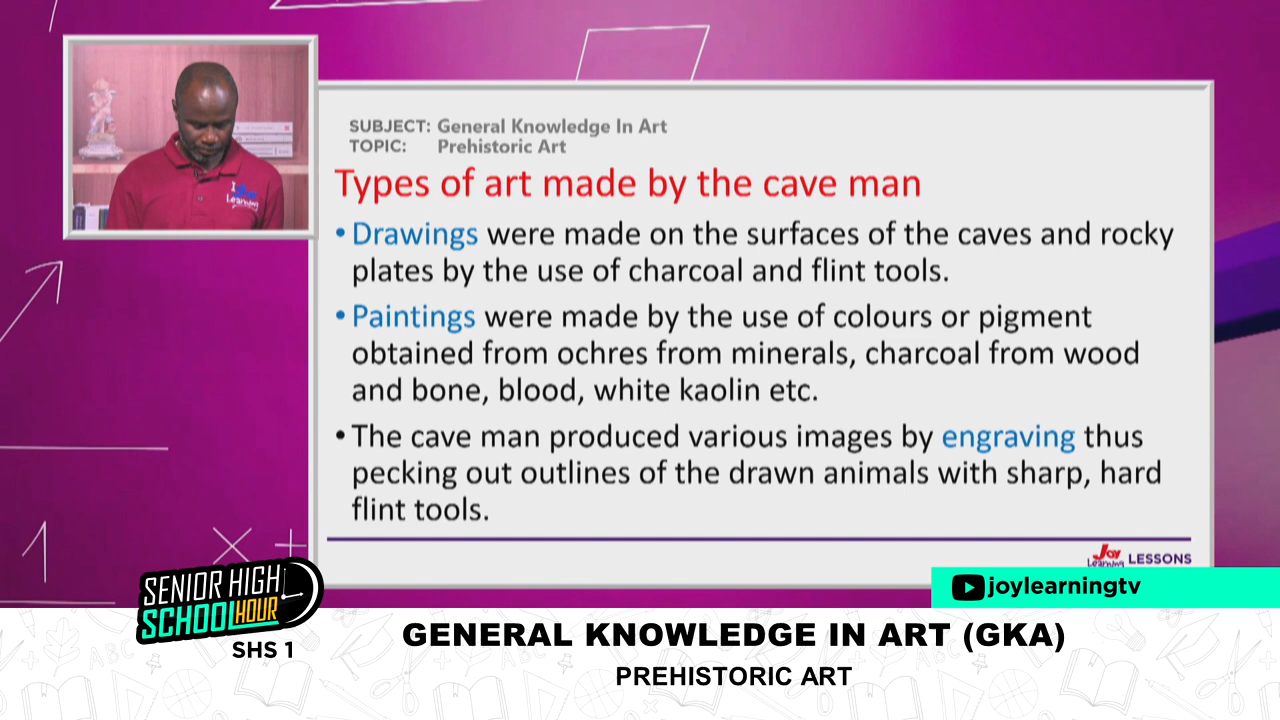 SUBJECT: General Knowledge In Art
TOPIC: Prehistoric Art
Types of art made by the cave man
• Drawings were made on the surfaces of the caves and rocky
plates by the use of charcoal and flint tools.
• Paintings were made by the use of colours or pigment
obtained from ochres from minerals, charcoal from wood
and bone, blood, white kaolin etc.
• The cave man produced various images by engraving thus
pecking out outlines of the drawn animals with sharp, hard
flint tools.
Joy
Learning LESSONS
joylearningtv
SENIOR HIGH
SCHOOL HOUR
SHS 1
GENERAL KNOWLEDGE IN ART (GKA)
PREHISTORIC ART
I
Learning
1
ABC